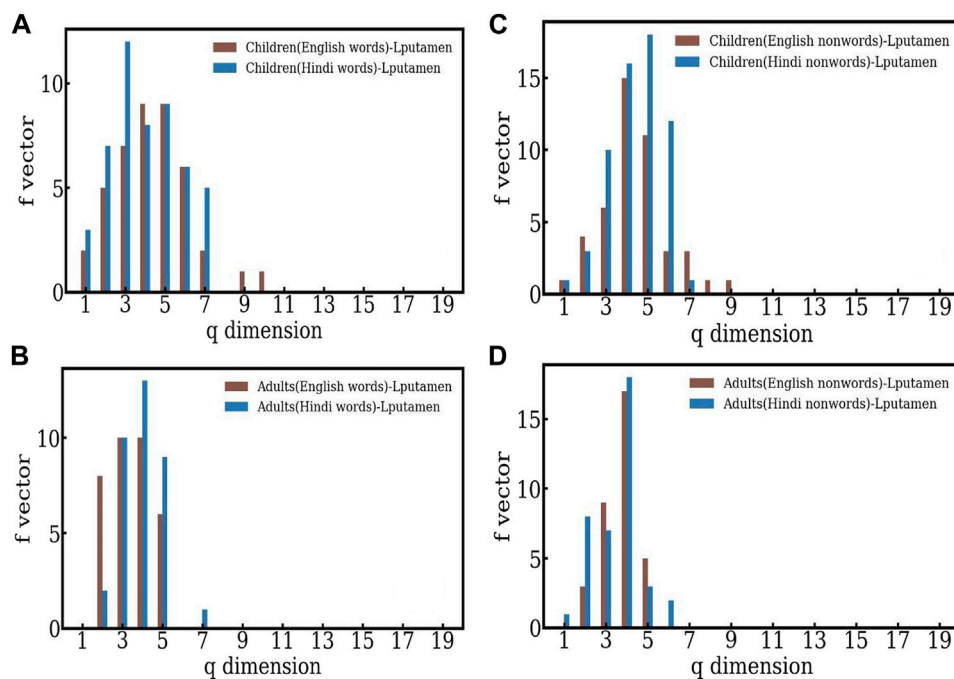 A
Children(English words)-Lputamen
Children(Hindi words)-Lputamen
10
5
0
f vector
1 3 5 7 9 11 13 15 17 19
q dimension
B
Adults(English words)-Lputamen
Adults(Hindi words)-Lputamen
10
5
0
f vector
1 3 5 7 9 11 13 15 17 19
q dimension
C
Children(English nonwords)-Lputamen
Children(Hindi nonwords)-Lputamen
15
10
5
0
f vector
1 3 5 7 9 11 13 15 17 19
q dimension
D
Adults(English nonwords)-Lputamen
Adults(Hindi nonwords)-Lputamen
15
10
5
0
f vector
1 3 5 7 9 11 13 15 17 19
q dimension